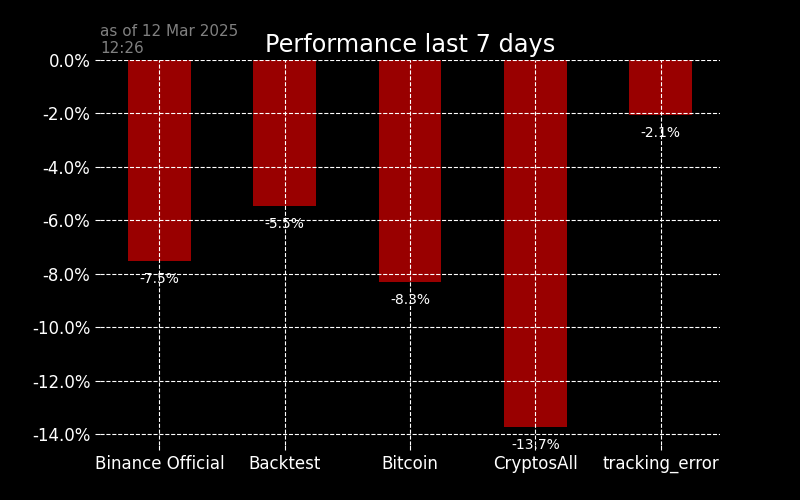 as of 12 Mar 2025
12:26
Performance last 7 days
0.0%
-2.0%
-4.0%
-6.0%
-8.0%
-10.0%
-12.0%
-14.0%
-7.5%
-5.5%
-8.3%
-13.7%
-2.1%
Binance Official
Backtest
Bitcoin
CryptosAll
tracking_error